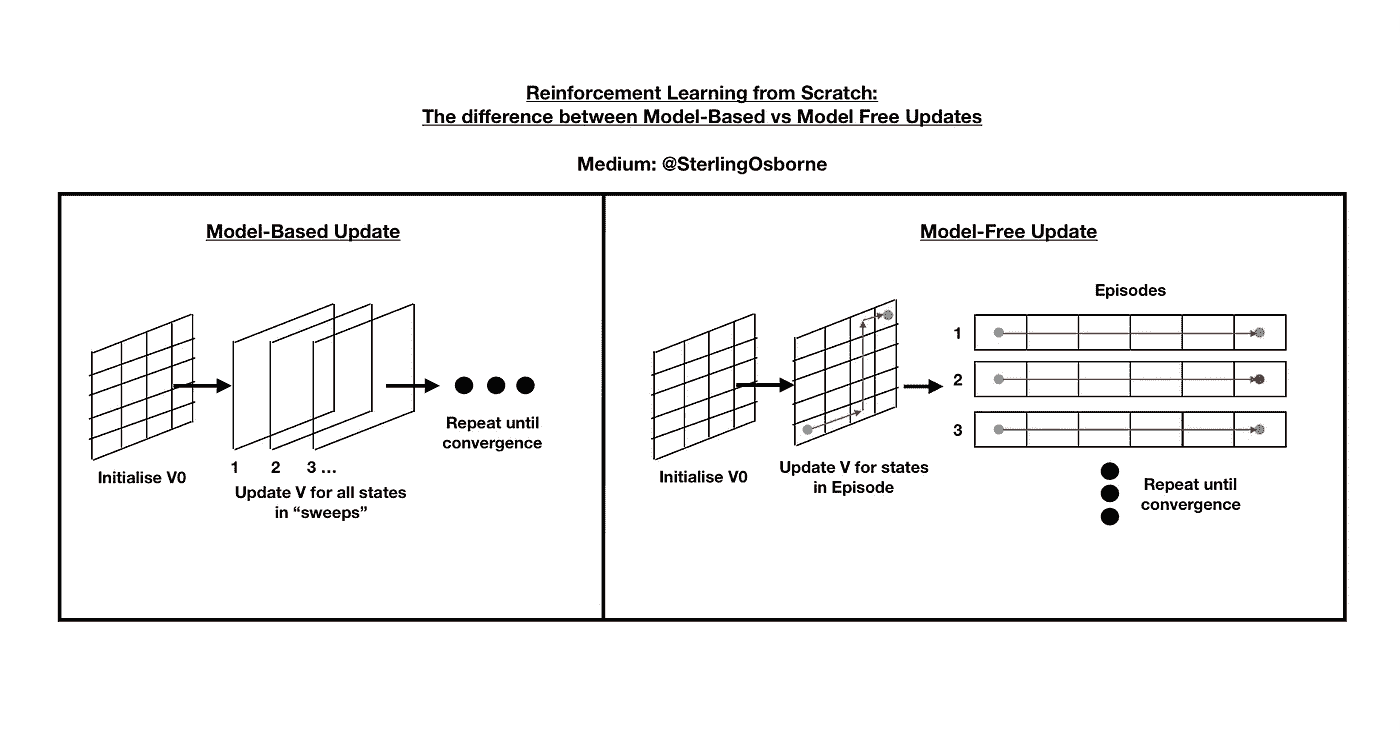 Reinforcement Learning from Scratch:
The difference between Model-Based vs Model Free Updates
Medium: @SterlingOsborne
Model-Based Update
Initialise V0
1 2 3 ...
Update V for all states
in “sweeps”
Repeat until
convergence
Model-Free Update
Initialise V0
Update V for states
in Episode
Episodes
1
2
3
Repeat until
convergence